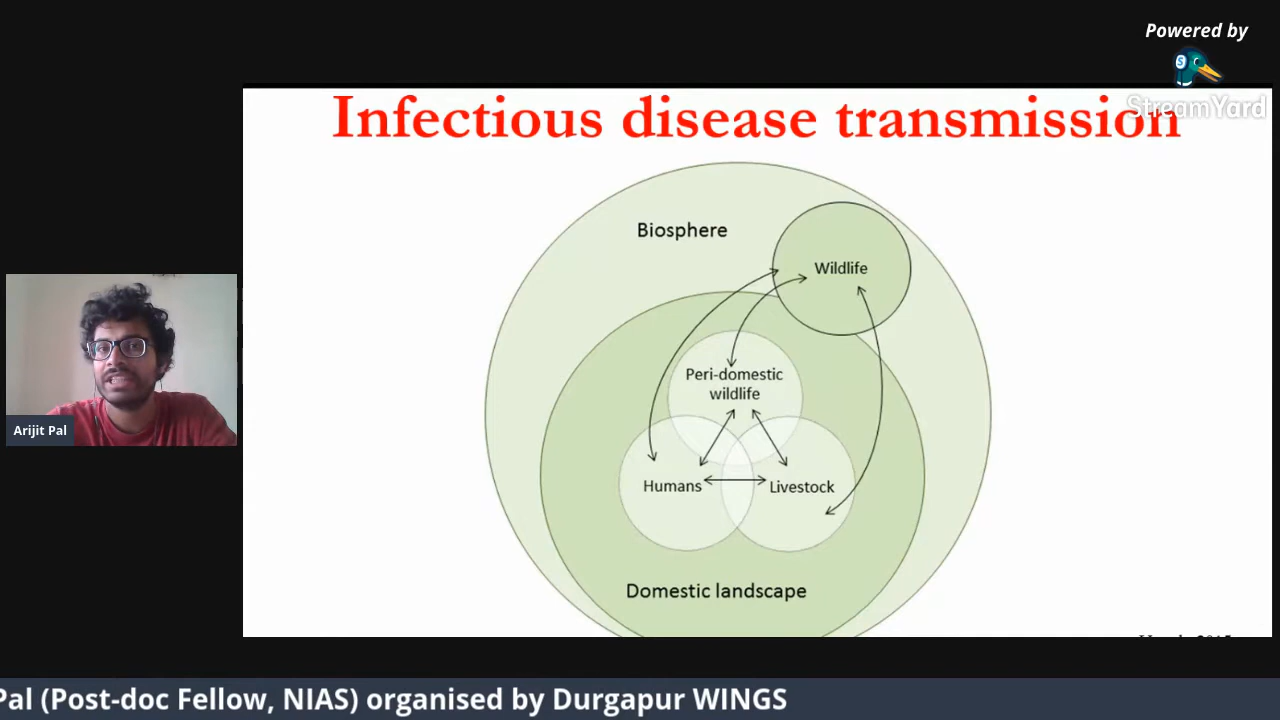 Powered by
StreamYard
Infectious disease transmission
Biosphere
Wildlife
Peri-domestic
wildlife
Humans
Livestock
Domestic landscape
Arijit Pal
Pal (Post-doc Fellow, NIAS) organised by Durgapur WINGS